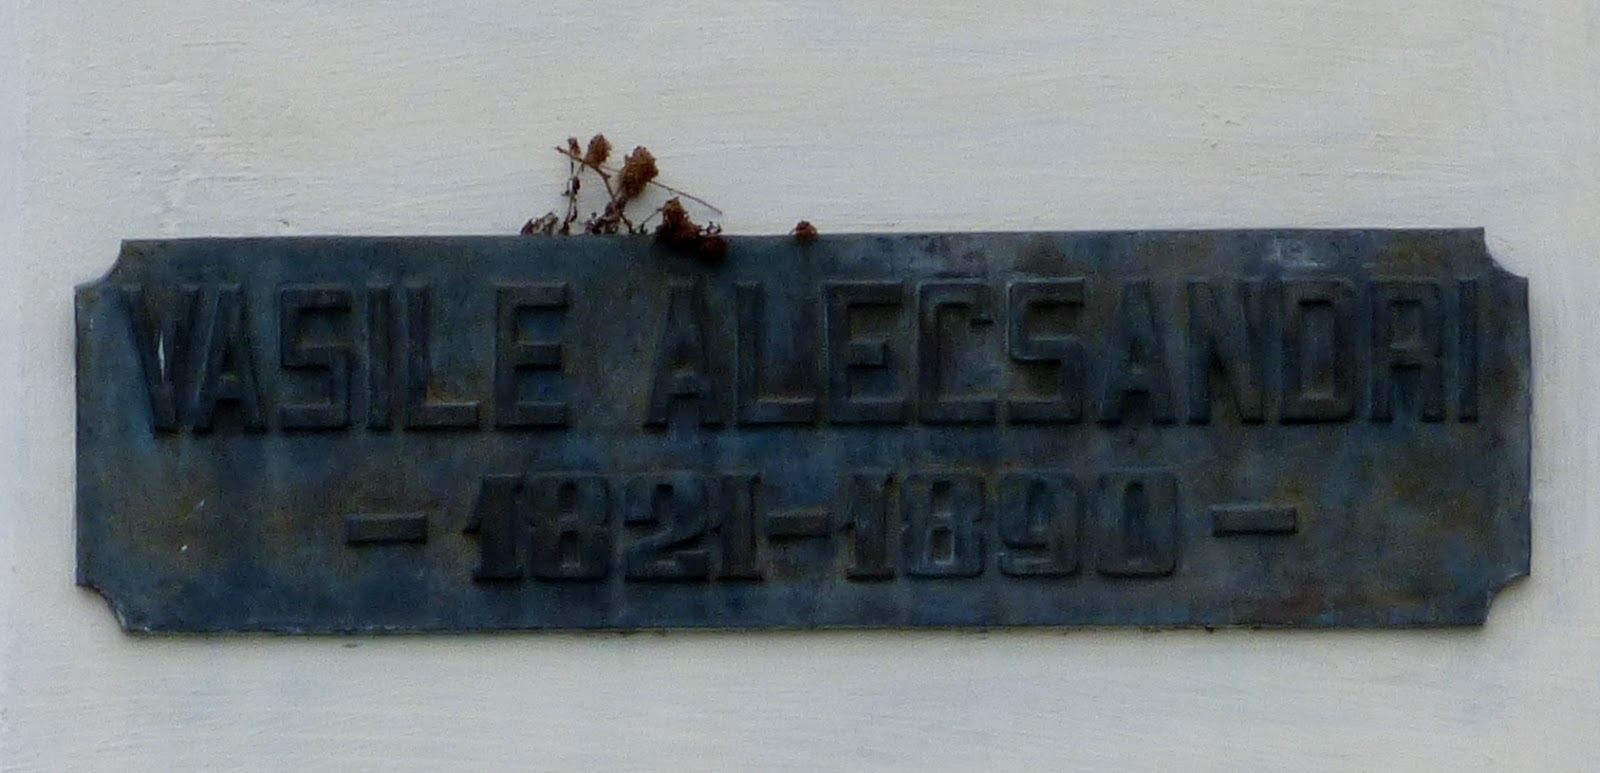 VASILE ALECSANDRI
- 1821-1890 -